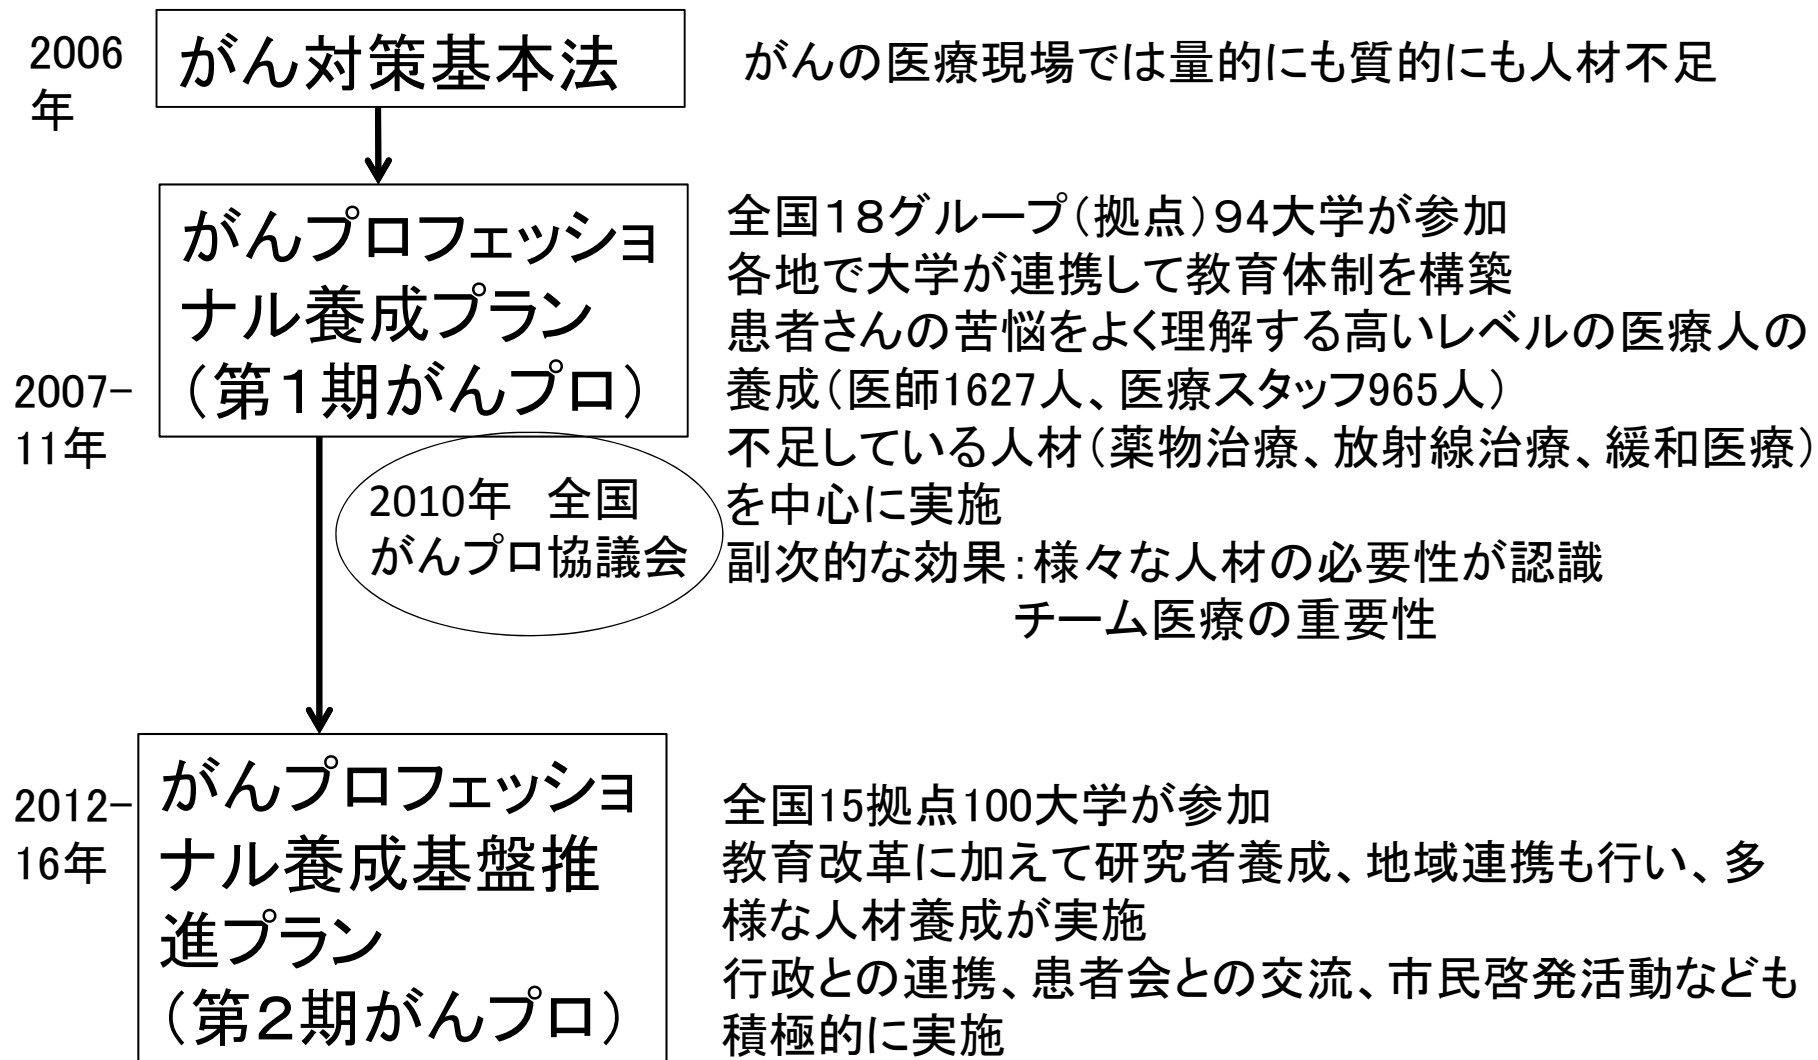 2006
年
がん対策基本法
がんの医療現場では量的にも質的にも人材不足
2007-
11年
がんプロフェッショ
ナル養成プラン
（第１期がんプロ）
全国１８グループ（拠点）９４大学が参加
各地で大学が連携して教育体制を構築
患者さんの苦悩をよく理解する高いレベルの医療人の
養成（医師1627人、医療スタッフ965人）
不足している人材（薬物治療、放射線治療、緩和医療）
を中心に実施
副次的な効果：様々な人材の必要性が認識
チーム医療の重要性
2010年　全国
がんプロ協議会
2012-
16年
がんプロフェッショ
ナル養成基盤推
進プラン
（第２期がんプロ）
全国15拠点100大学が参加
教育改革に加えて研究者養成、地域連携も行い、多
様な人材養成が実施
行政との連携、患者会との交流、市民啓発活動なども
積極的に実施